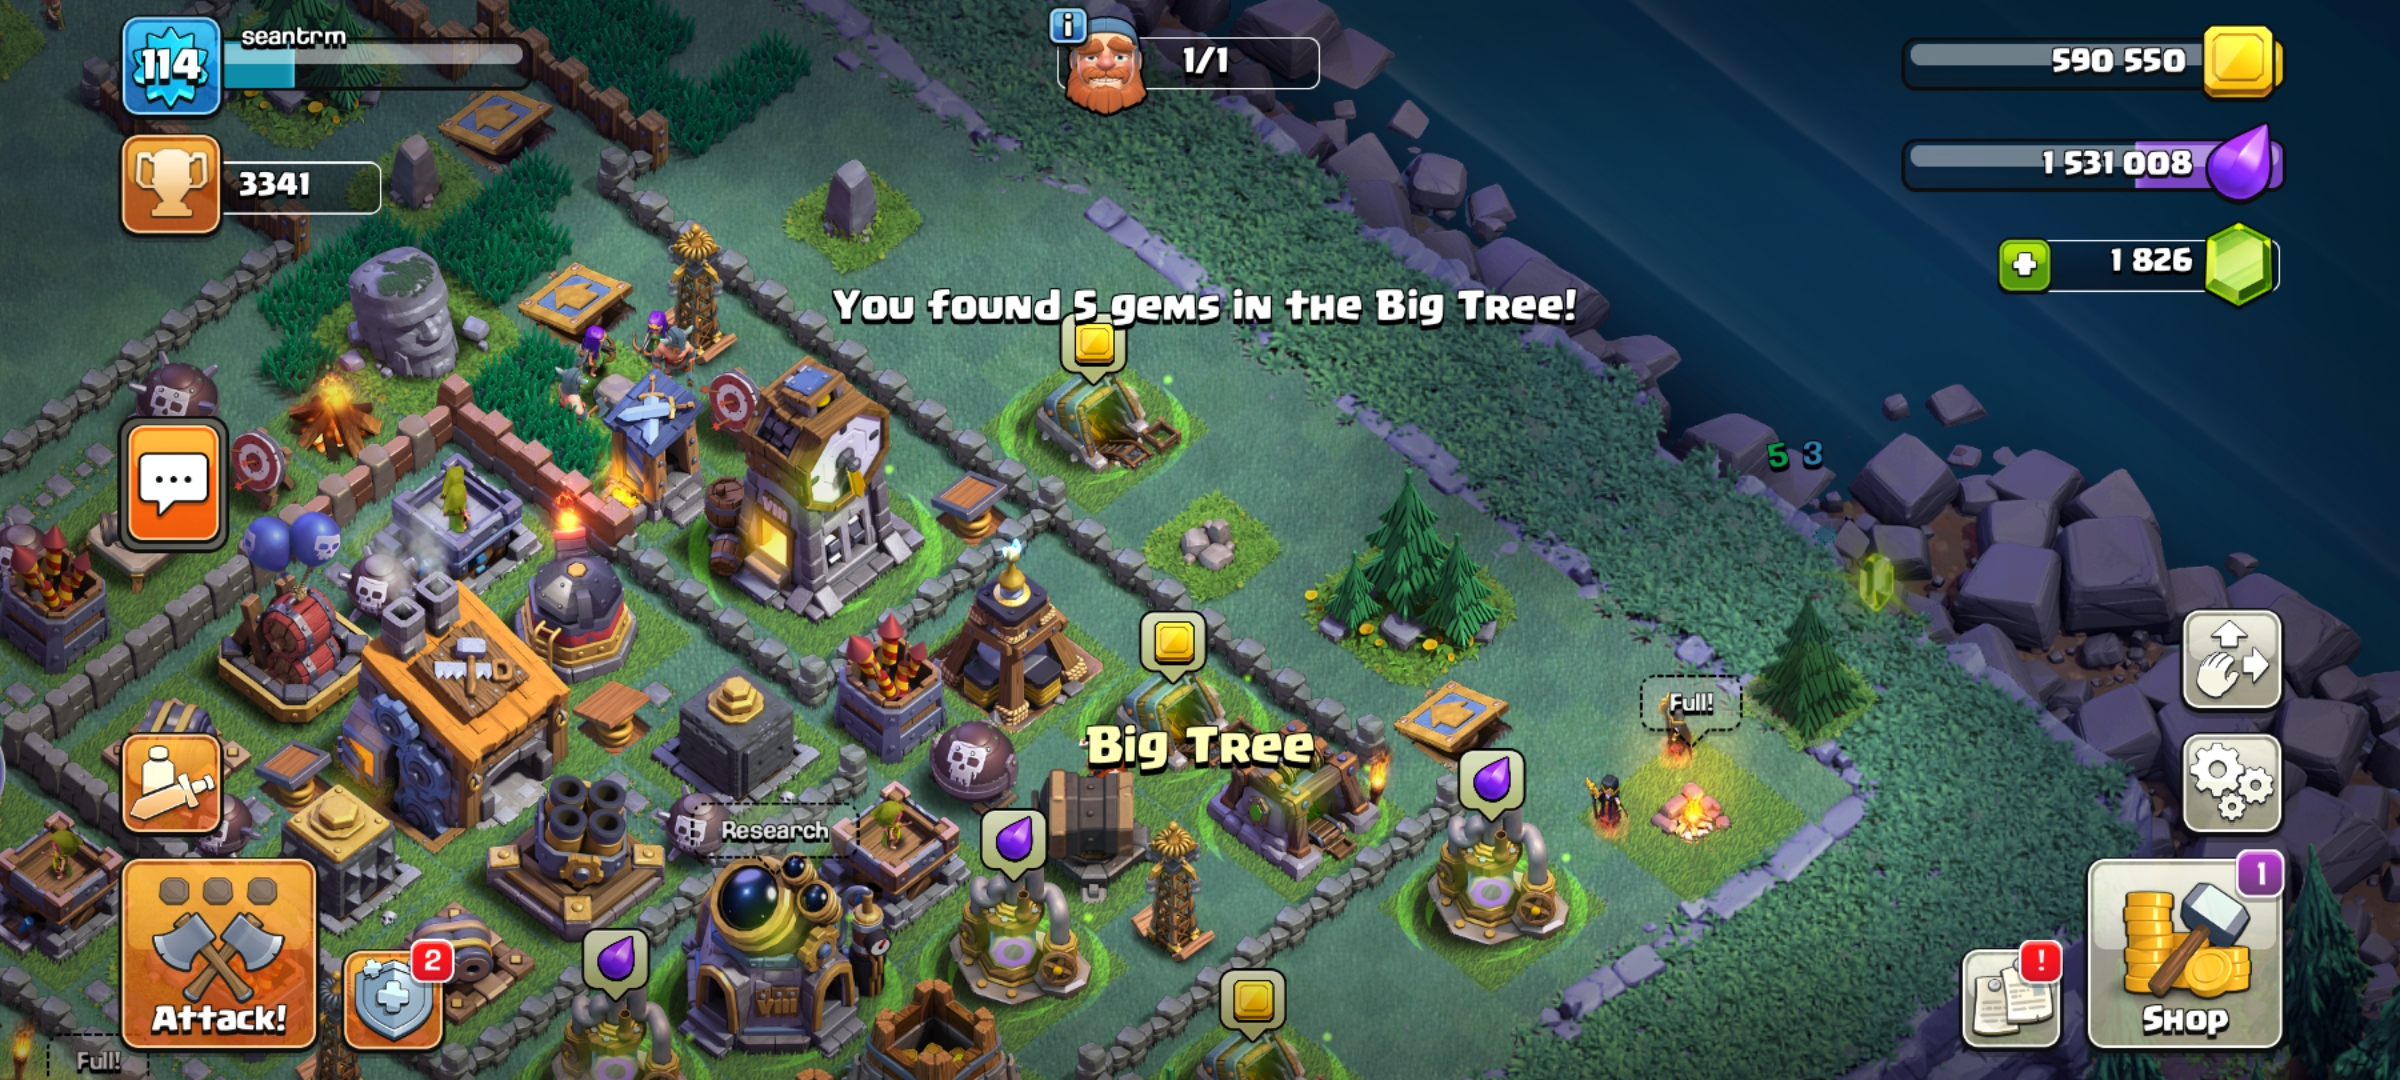 114
seantrm
i
1/1
590 550
3341
1 531 008
1 826
You found 5 gems in the Big Tree!
5 3
Full!
Big Tree
Research
1
2
!
VIII
Attack!
Shop
Full!